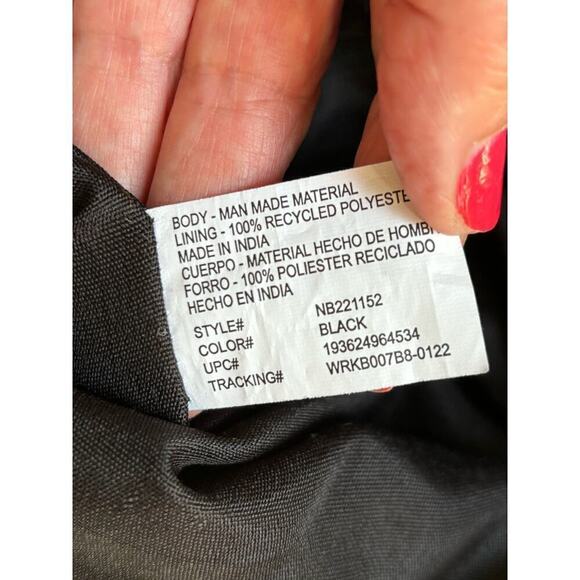 BODY - MAN MADE MATERIAL
LINING - 100% RECYCLED POLYESTE
MADE IN INDIA
CUERPO - MATERIAL HECHO DE HOMB
FORRO - 100% POLIESTER RECICLADO
HECHO EN INDIA
STYLE# NB221152
COLOR# BLACK
UPC# 193624964534
TRACKING# WRKB007B8-0122